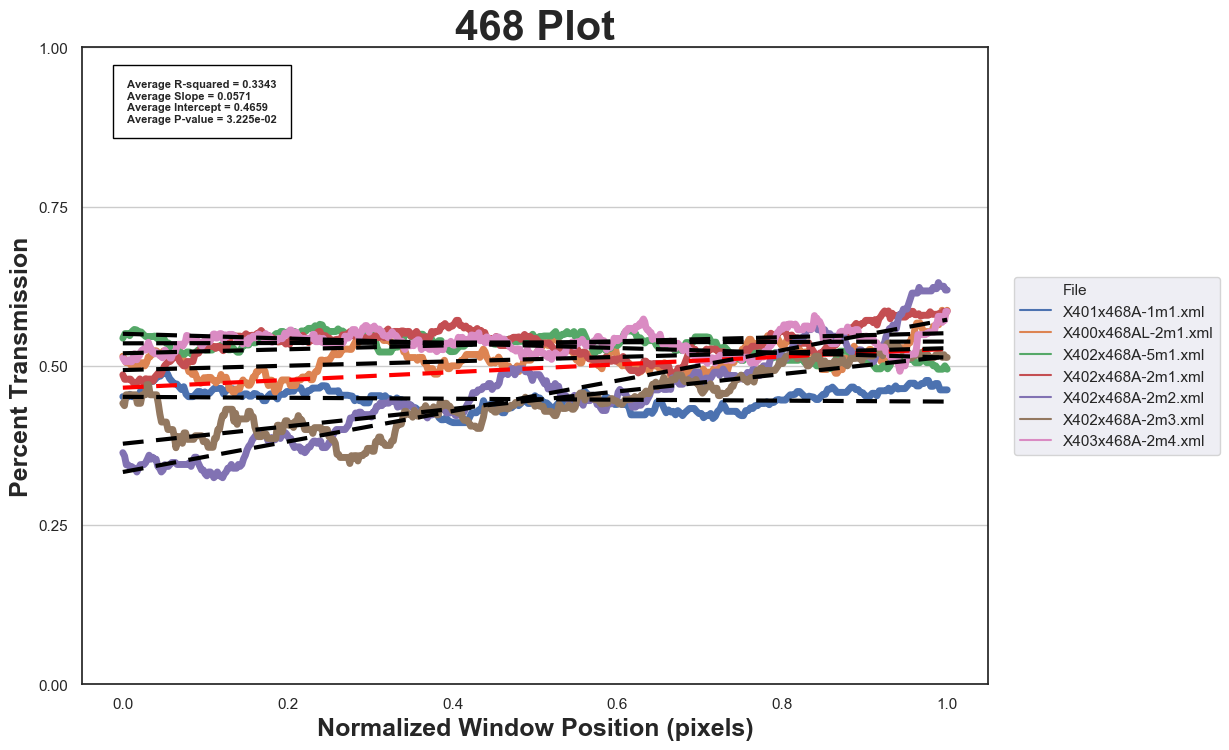 468 Plot
1.00
Average R-squared = 0.3343
Average Slope = 0.0571
Average Intercept = 0.4659
Average P-value = 3.225e-02
0.75
0.50
0.25
0.00
Percent Transmission
0.0 0.2 0.4 0.6 0.8 1.0
Normalized Window Position (pixels)
File
X401x468A-1m1.xml
X400x468AL-2m1.xml
X402x468A-5m1.xml
X402x468A-2m1.xml
X402x468A-2m2.xml
X402x468A-2m3.xml
X403x468A-2m4.xml